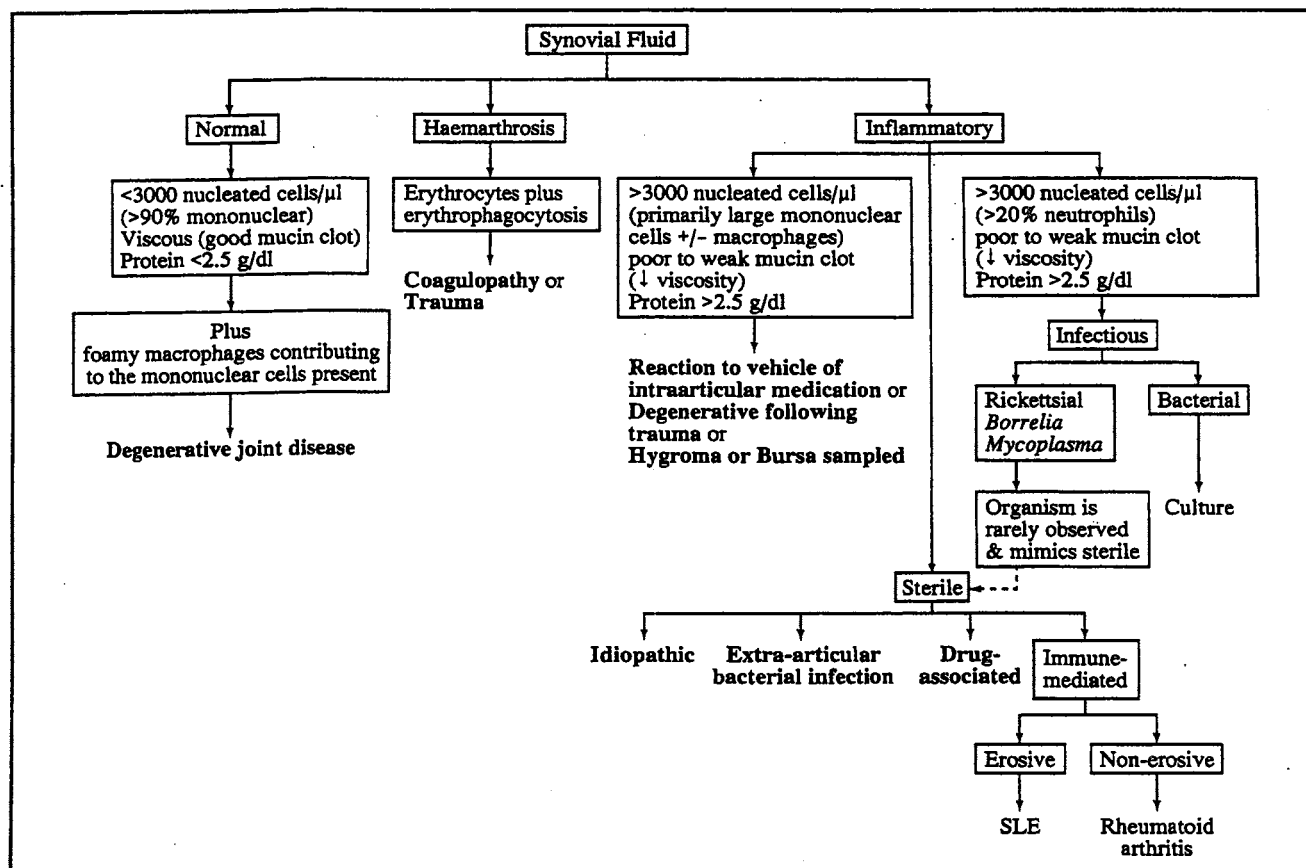 Synovial Fluid
Normal
Haemarthrosis
Inflammatory
<3000 nucleated cells/µl
(>90% mononuclear)
Viscous (good mucin clot)
Protein <2.5 g/dl
Erythrocytes plus
erythrophagocytosis
>3000 nucleated cells/µl
(primarily large mononuclear
cells +/− macrophages)
poor to weak mucin clot
(↓ viscosity)
Protein >2.5 g/dl
>3000 nucleated cells/µl
(>20% neutrophils)
poor to weak mucin clot
(↓ viscosity)
Protein >2.5 g/dl
Coagulopathy or
Trauma
Plus
foamy macrophages contributing
to the mononuclear cells present
Degenerative joint disease
Reaction to vehicle of
intraarticular medication or
Degenerative following
trauma or
Hygroma or Bursa sampled
Infectious
Rickettsial
Borrelia
Mycoplasma
Bacterial
Organism is
rarely observed
& mimics sterile
Culture
Sterile
Idiopathic
Extra-articular
bacterial infection
Drug-
associated
Immune-
mediated
Erosive
Non-erosive
SLE
Rheumatoid
arthritis